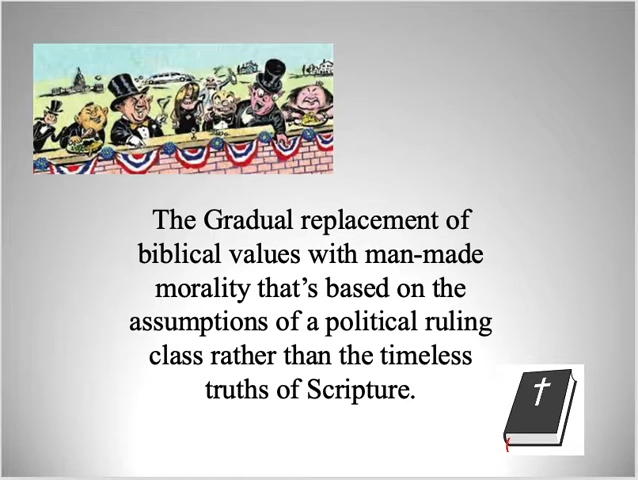 The Gradual replacement of
biblical values with man-made
morality that’s based on the
assumptions of a political ruling
class rather than the timeless
truths of Scripture.